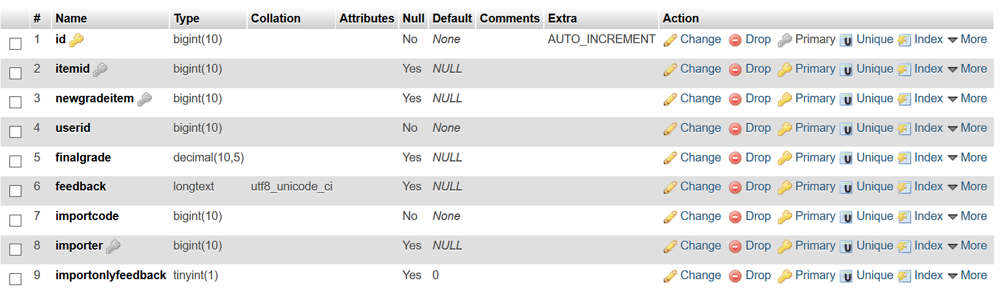 # Name Type Collation Attributes Null Default Comments Extra Action
1 id bigint(10) No None AUTO_INCREMENT Change Drop Primary U Unique Index More
2 itemid bigint(10) Yes NULL Change Drop Primary U Unique Index More
3 newgradeitem bigint(10) Yes NULL Change Drop Primary U Unique Index More
4 userid bigint(10) No None Change Drop Primary U Unique Index More
5 finalgrade decimal(10,5) Yes NULL Change Drop Primary U Unique Index More
6 feedback longtext utf8_unicode_ci Yes NULL Change Drop Primary U Unique Index More
7 importcode bigint(10) No None Change Drop Primary U Unique Index More
8 importer bigint(10) Yes NULL Change Drop Primary U Unique Index More
9 importonlyfeedback tinyint(1) Yes 0 Change Drop Primary U Unique Index More